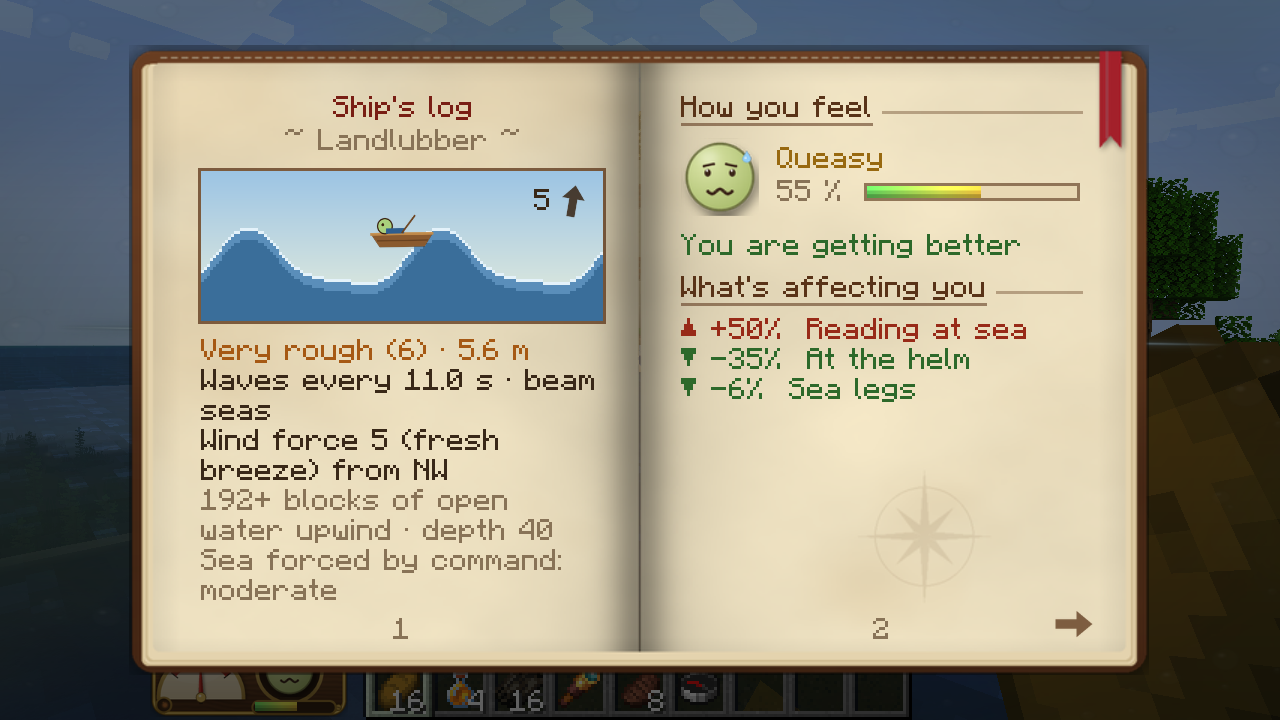 Ship's log
~ Landlubber ~
5
Very rough (6) · 5.6 m
Waves every 11.0 s · beam
seas
Wind force 5 (fresh
breeze) from NW
192+ blocks of open
water upwind · depth 40
Sea forced by command:
moderate
1
How you feel
Queasy
55 %
You are getting better
What's affecting you
+50% Reading at sea
-35% At the helm
-6% Sea legs
2
16 4 16 8